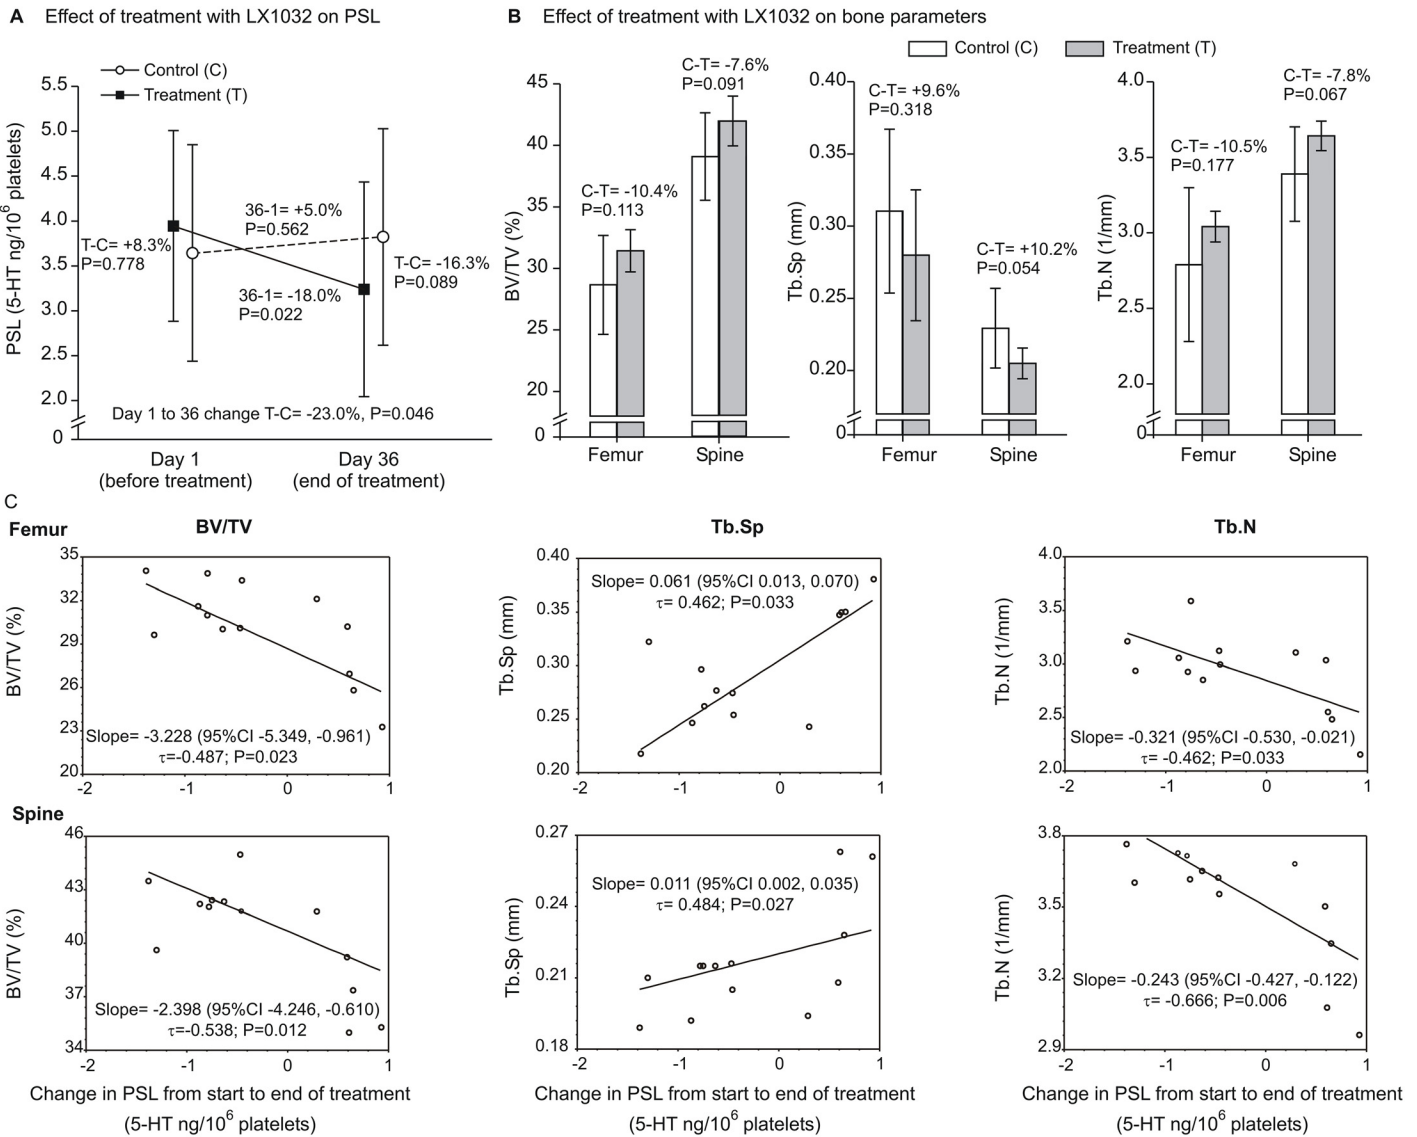 A Effect of treatment with LX1032 on PSL
Control (C)
Treatment (T)
PSL (5-HT ng/10⁶ platelets)
5.5
5.0
4.5
4.0
3.5
3.0
2.5
2.0
0
T-C= +8.3%
P=0.778
36-1= +5.0%
P=0.562
36-1= -18.0%
P=0.022
T-C= -16.3%
P=0.089
Day 1 to 36 change T-C= -23.0%, P=0.046
Day 1
(before treatment)
Day 36
(end of treatment)
B Effect of treatment with LX1032 on bone parameters
Control (C) Treatment (T)
BV/TV (%)
45
40
35
30
25
20
0
C-T= -10.4%
P=0.113
C-T= -7.6%
P=0.091
Femur Spine
Tb.Sp (mm)
0.40
0.35
0.30
0.25
0.20
0
C-T= +9.6%
P=0.318
C-T= +10.2%
P=0.054
Femur Spine
Tb.N (1/mm)
4.0
3.5
3.0
2.5
2.0
0
C-T= -10.5%
P=0.177
C-T= -7.8%
P=0.067
Femur Spine
C
Femur
BV/TV
BV/TV (%)
35
32
29
26
23
20
Slope= -3.228 (95%CI -5.349, -0.961)
τ=-0.487; P=0.023
-2 -1 0 1
Tb.Sp
Tb.Sp (mm)
0.40
0.35
0.30
0.25
0.20
Slope= 0.061 (95%CI 0.013, 0.070)
τ= 0.462; P=0.033
-2 -1 0 1
Tb.N
Tb.N (1/mm)
4.0
3.5
3.0
2.5
2.0
Slope= -0.321 (95%CI -0.530, -0.021)
τ= -0.462; P=0.033
-2 -1 0 1
Spine
BV/TV (%)
46
43
40
37
34
Slope= -2.398 (95%CI -4.246, -0.610)
τ=-0.538; P=0.012
-2 -1 0 1
Change in PSL from start to end of treatment
(5-HT ng/10⁶ platelets)
Tb.Sp (mm)
0.27
0.24
0.21
0.18
Slope= 0.011 (95%CI 0.002, 0.035)
τ= 0.484; P=0.027
-2 -1 0 1
Change in PSL from start to end of treatment
(5-HT ng/10⁶ platelets)
Tb.N (1/mm)
3.8
3.5
3.2
2.9
Slope= -0.243 (95%CI -0.427, -0.122)
τ= -0.666; P=0.006
-2 -1 0 1
Change in PSL from start to end of treatment
(5-HT ng/10⁶ platelets)